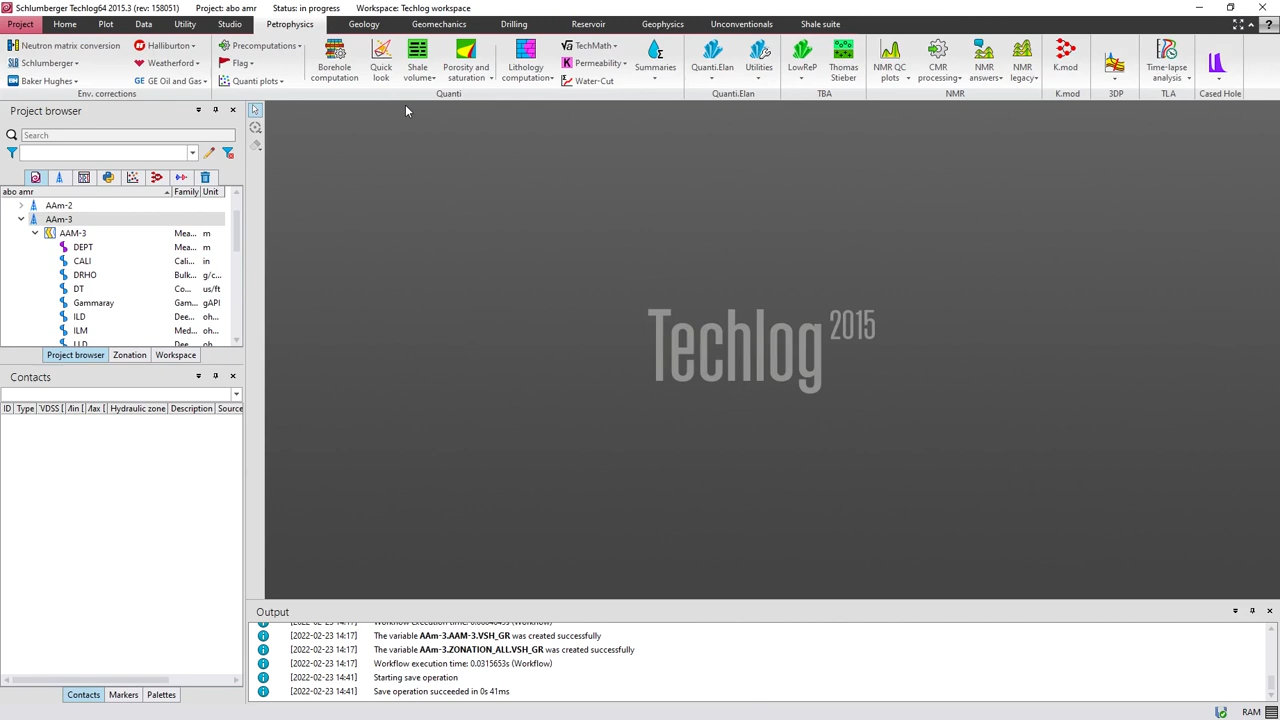 Schlumberger Techlog64 2015.3 (rev: 158051) Project: abo amr Status: in progress Workspace: Techlog workspace
Project Home Plot Data Utility Studio Petrophysics Geology Geomechanics Drilling Reservoir Geophysics Unconventionals Shale suite
Neutron matrix conversion Halliburton Precomputations
Schlumberger Weatherford Flag
Baker Hughes GE Oil and Gas Quanti plots
Env. corrections
Borehole computation Quick look Shale volume Porosity and saturation Lithology computation TechMath Permeability Water-Cut Summaries
Quanti
Quanti.Elan Utilities
Quanti.Elan
LowReP Thomas Stieber
TBA
NMR QC plots CMR processing NMR answers NMR legacy
NMR
K.mod
K.mod
3DP
Time-lapse analysis
TLA
Cased Hole
Project browser
Search
abo amr Family Unit
AAm-2
AAm-3
AAM-3 Mea... m
DEPT Mea... m
CALI Cali... in
DRHO Bulk... g/c...
DT Co... us/ft
Gammaray Gam... gAPI
ILD Dee... oh...
ILM Med... oh...
LLD Dee... oh...
Project browser Zonation Workspace
Contacts
ID Type Hydraulic zone Description Source
Contacts Markers Palettes
Techlog 2015
Output
[2022-02-23 14:17] The variable AAm-3.AAM-3.VSH_GR was created successfully
[2022-02-23 14:17] The variable AAm-3.ZONATION_ALL.VSH_GR was created successfully
[2022-02-23 14:17] Workflow execution time: 0.0315653s (Workflow)
[2022-02-23 14:41] Starting save operation
[2022-02-23 14:41] Save operation succeeded in 0s 41ms
RAM